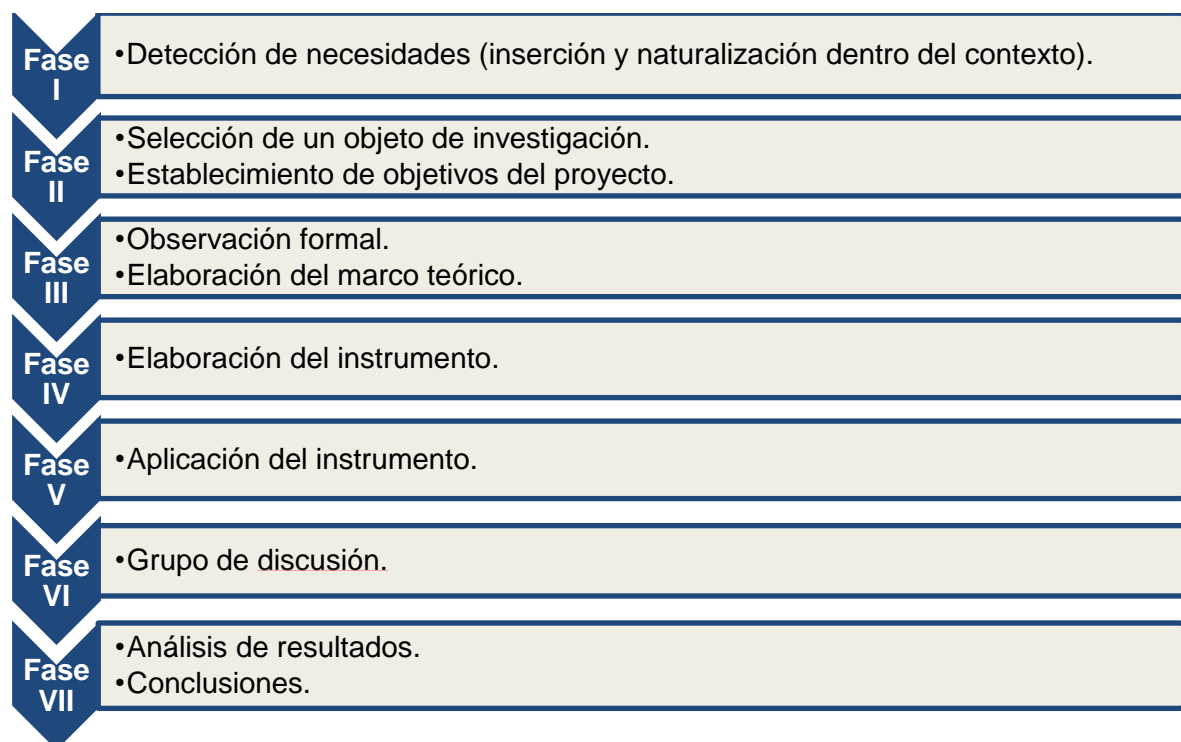 Fase
I
•Detección de necesidades (inserción y naturalización dentro del contexto).
Fase
II
•Selección de un objeto de investigación.
•Establecimiento de objetivos del proyecto.
Fase
III
•Observación formal.
•Elaboración del marco teórico.
Fase
IV
•Elaboración del instrumento.
Fase
V
•Aplicación del instrumento.
Fase
VI
•Grupo de discusión.
Fase
VII
•Análisis de resultados.
•Conclusiones.